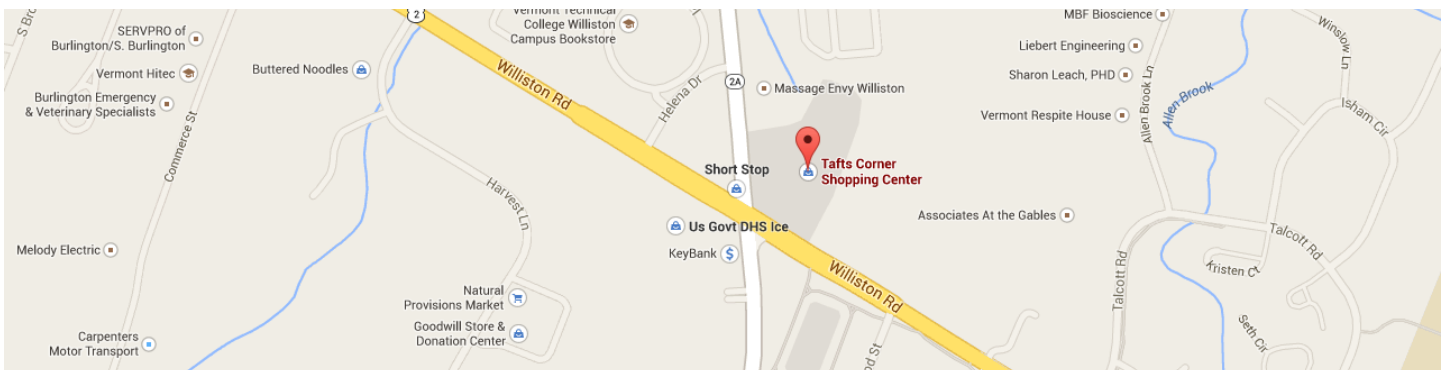 S Bro
SERVPRO of
Burlington/S. Burlington
Vermont Hitec
Burlington Emergency
& Veterinary Specialists
Commerce St
Melody Electric
Carpenters
Motor Transport
Buttered Noodles
2
Williston Rd
Harvest Ln
Natural
Provisions Market
Goodwill Store &
Donation Center
Vermont Technical
College Williston
Campus Bookstore
Helena Dr
2A
Massage Envy Williston
Short Stop
Tafts Corner
Shopping Center
Us Govt DHS Ice
KeyBank
$
Williston Rd
od St
MBF Bioscience
Liebert Engineering
Sharon Leach, PHD
Vermont Respite House
Allen Brook Ln
Allen Brook
Winslow Ln
Isham Cir
Associates At the Gables
Talcott Rd
Talcott Rd
Kristen Ct
Seth Cir